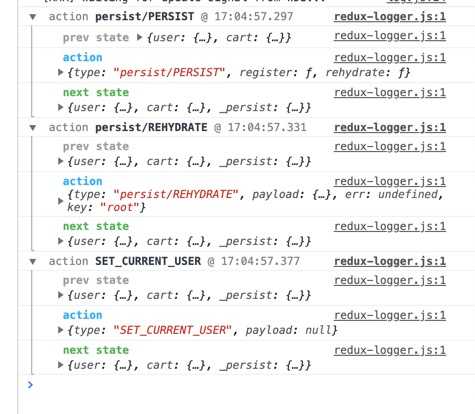 action persist/PERSIST @ 17:04:57.297 redux-logger.js:1
prev state {user: {…}, cart: {…}} redux-logger.js:1
action redux-logger.js:1
{type: "persist/PERSIST", register: ƒ, rehydrate: ƒ}
next state redux-logger.js:1
{user: {…}, cart: {…}, _persist: {…}}
action persist/REHYDRATE @ 17:04:57.331 redux-logger.js:1
prev state redux-logger.js:1
{user: {…}, cart: {…}, _persist: {…}}
action redux-logger.js:1
{type: "persist/REHYDRATE", payload: {…}, err: undefined,
key: "root"}
next state redux-logger.js:1
{user: {…}, cart: {…}, _persist: {…}}
action SET_CURRENT_USER @ 17:04:57.377 redux-logger.js:1
prev state redux-logger.js:1
{user: {…}, cart: {…}, _persist: {…}}
action redux-logger.js:1
{type: "SET_CURRENT_USER", payload: null}
next state redux-logger.js:1
{user: {…}, cart: {…}, _persist: {…}}